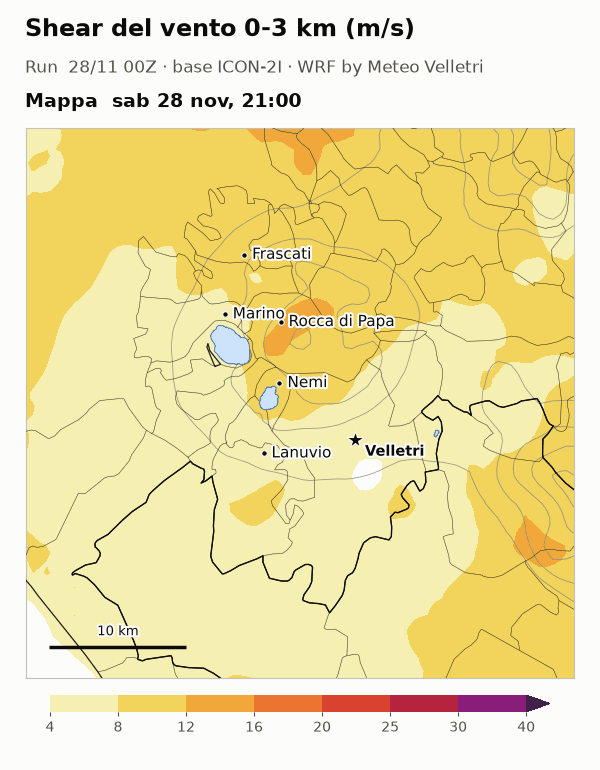 Shear del vento 0-3 km (m/s)
Run  28/11 00Z · base ICON-2I · WRF by Meteo Velletri
Mappa  sab 28 nov, 21:00
Frascati
Marino
Rocca di Papa
Nemi
Velletri
Lanuvio
10 km
4 8 12 16 20 25 30 40